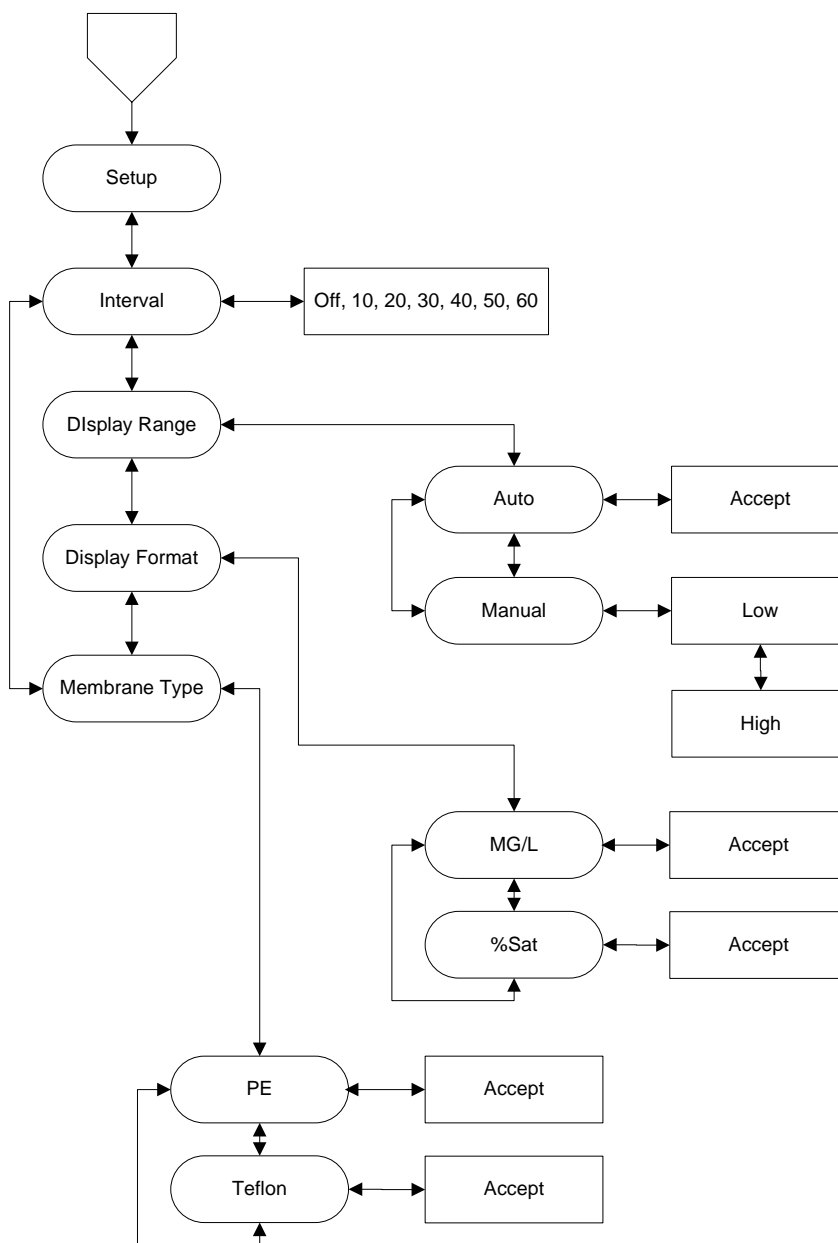 Setup
Interval
Off, 10, 20, 30, 40, 50, 60
DIsplay Range
Auto
Accept
Display Format
Manual
Low
Membrane Type
High
MG/L
Accept
%Sat
Accept
PE
Accept
Teflon
Accept